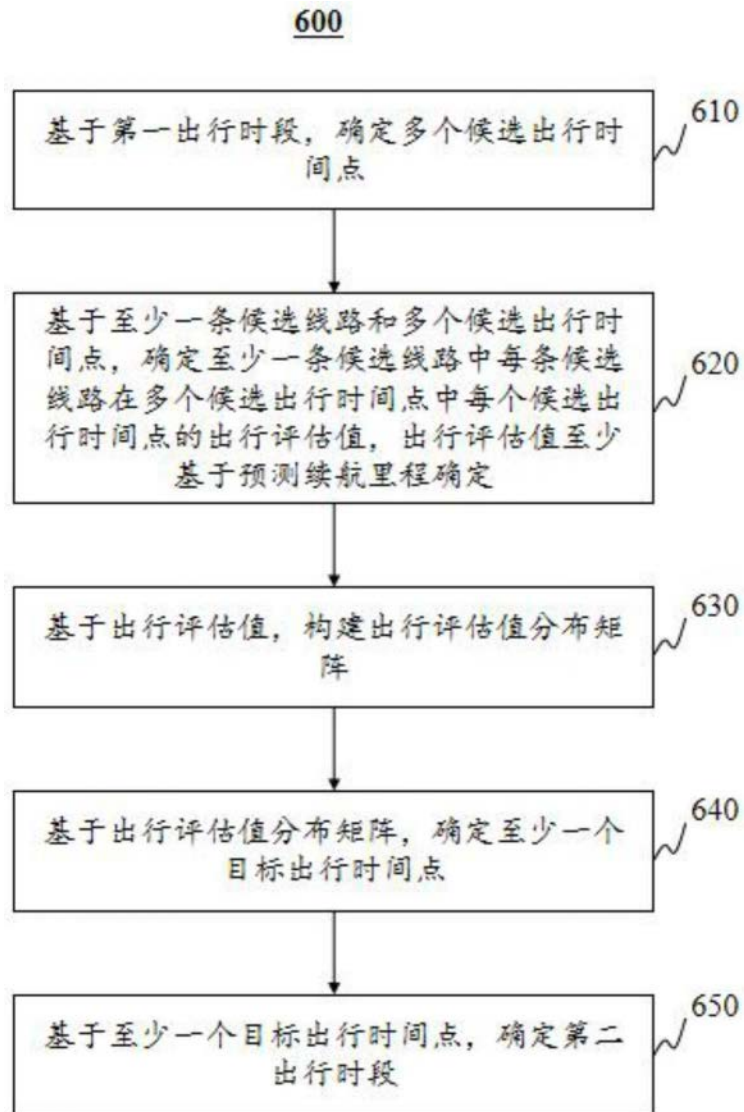 600
基于第一出行时段，确定多个候选出行时
间点
610
基于至少一条候选线路和多个候选出行时
间点，确定至少一条候选线路中每条候选
线路在多个候选出行时间点中每个候选出
行时间点的出行评估值，出行评估值至少
基于预测续航里程确定
620
基于出行评估值，构建出行评估值分布矩
阵
630
基于出行评估值分布矩阵，确定至少一个
目标出行时间点
640
基于至少一个目标出行时间点，确定第二
出行时段
650